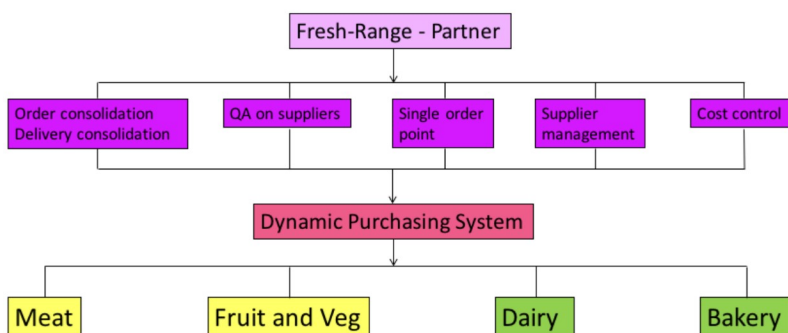 Fresh-Range - Partner
Order consolidation
Delivery consolidation
QA on suppliers
Single order
point
Supplier
management
Cost control
Dynamic Purchasing System
Meat
Fruit and Veg
Dairy
Bakery